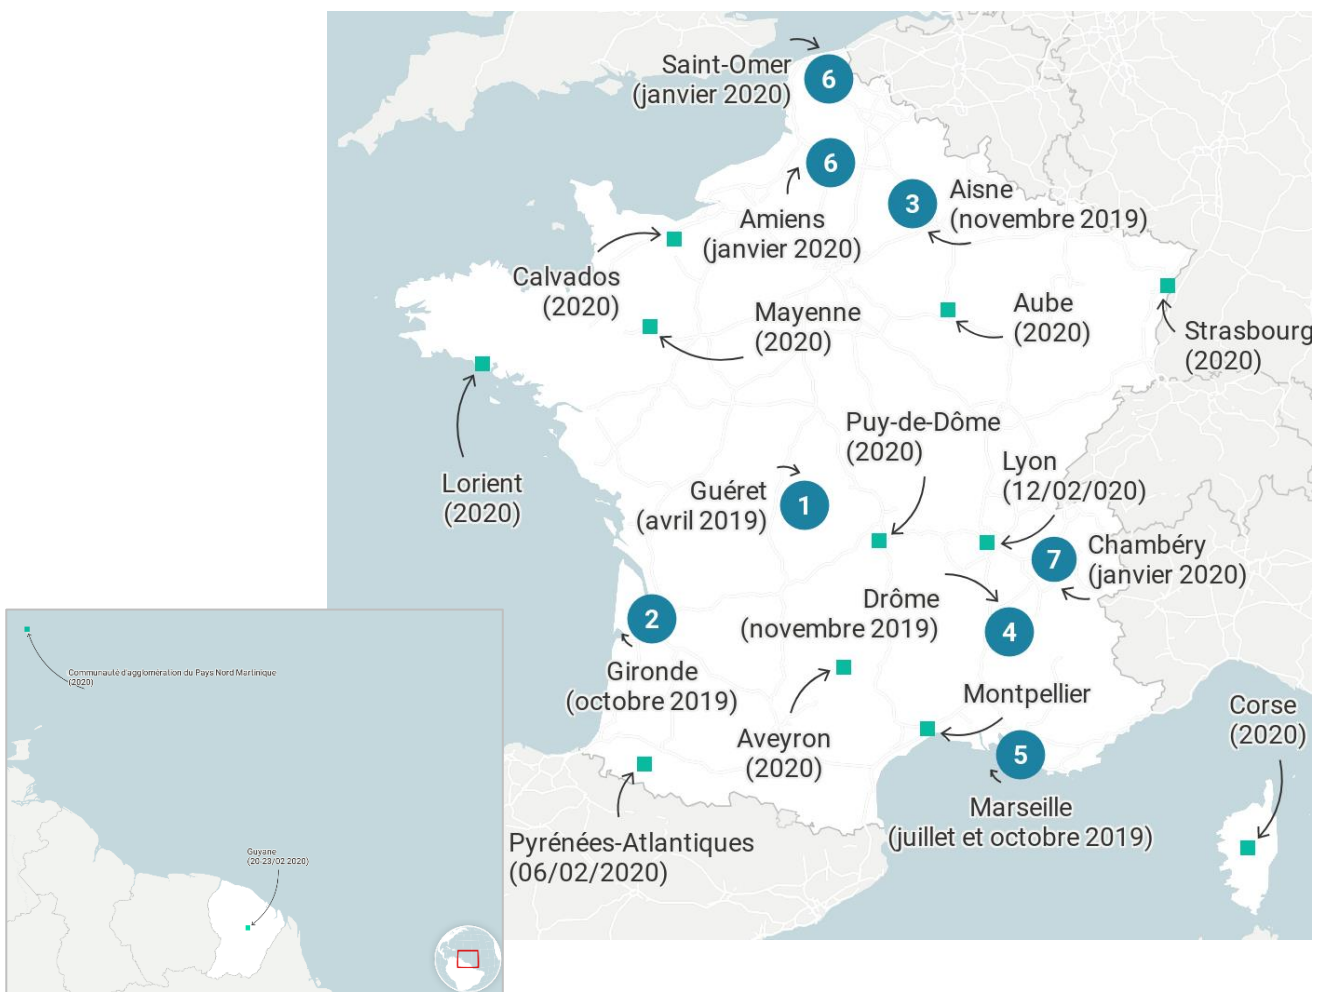 Saint-Omer
(janvier 2020)
6
6
Amiens
(janvier 2020)
3
Aisne
(novembre 2019)
Calvados
(2020)
Mayenne
(2020)
Aube
(2020)
Strasbourg
(2020)
Lorient
(2020)
Puy-de-Dôme
(2020)
Lyon
(12/02/020)
Guéret
(avril 2019)
1
7
Chambéry
(janvier 2020)
Drôme
(novembre 2019)
4
2
Gironde
(octobre 2019)
Aveyron
(2020)
Montpellier
5
Marseille
(juillet et octobre 2019)
Corse
(2020)
Pyrénées-Atlantiques
(06/02/2020)
Communauté d'agglomération du Pays Nord Martinique
(2020)
Guyane
(20-23/02 2020)